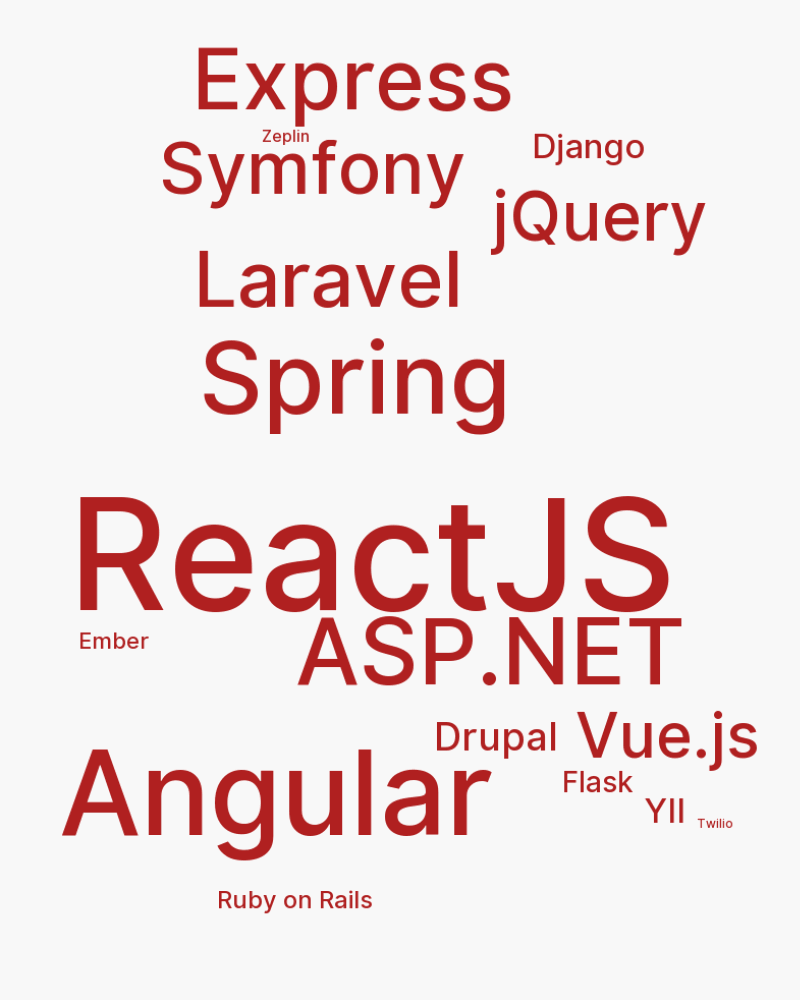 Express
Zeplin
Symfony
Django
jQuery
Laravel
Spring
ReactJS
ASP.NET
Ember
Drupal
Vue.js
Angular
Flask
YII
Twilio
Ruby on Rails